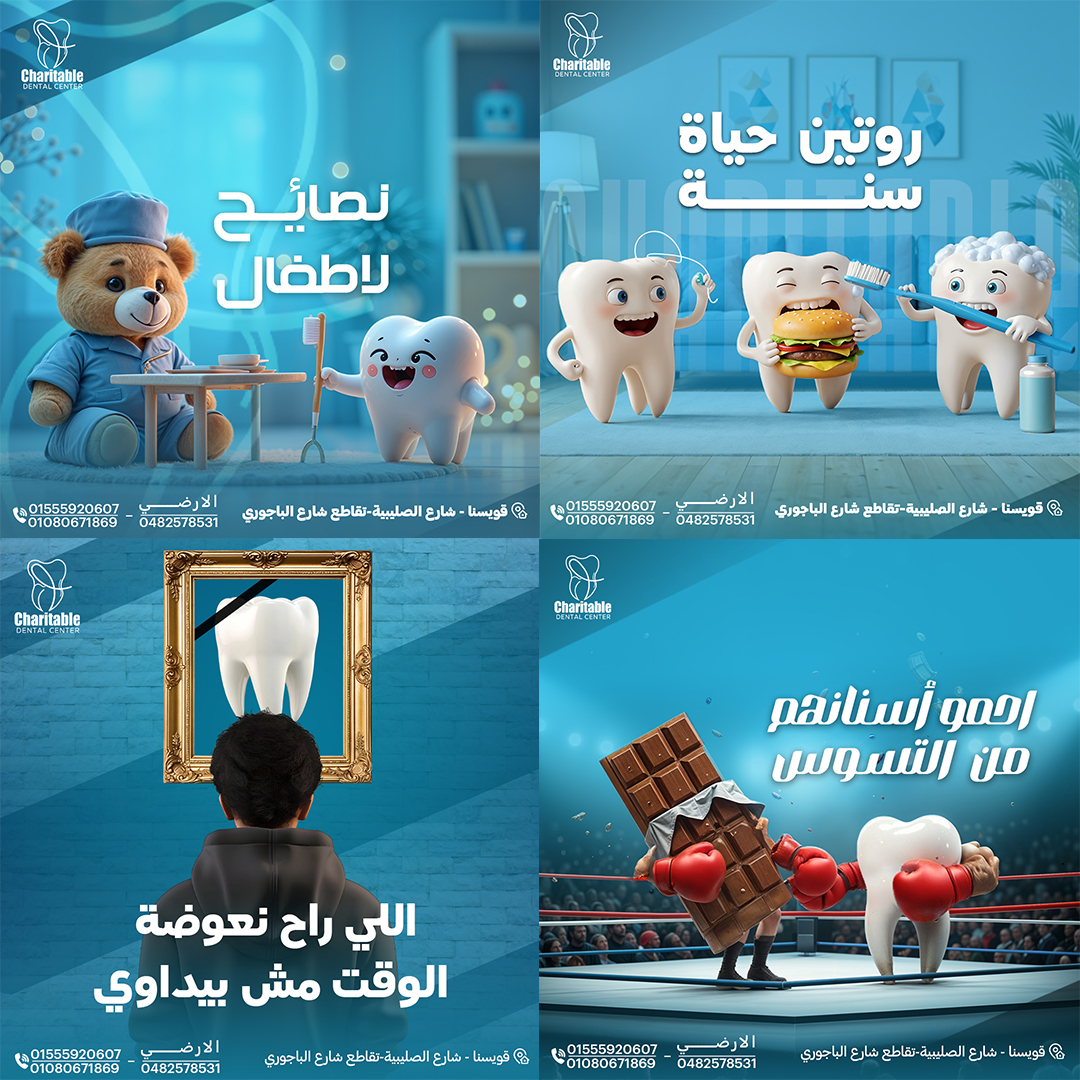 Charitable
DENTAL CENTER
نصائح
لاطفال
01555920607
01080671869
-
الارضي
0482578531
قويسنا - شارع الصليبية-تقاطع شارع الباجوري
Charitable
DENTAL CENTER
روتين حياة
سنة
01555920607
01080671869
-
الارضي
0482578531
قويسنا - شارع الصليبية-تقاطع شارع الباجوري
Charitable
DENTAL CENTER
اللي راح نعوضة
الوقت مش بيداوي
01555920607
01080671869
-
الارضي
0482578531
قويسنا - شارع الصليبية-تقاطع شارع الباجوري
Charitable
DENTAL CENTER
احمو أسنانهم
من التسوس
01555920607
01080671869
-
الارضي
0482578531
قويسنا - شارع الصليبية-تقاطع شارع الباجوري